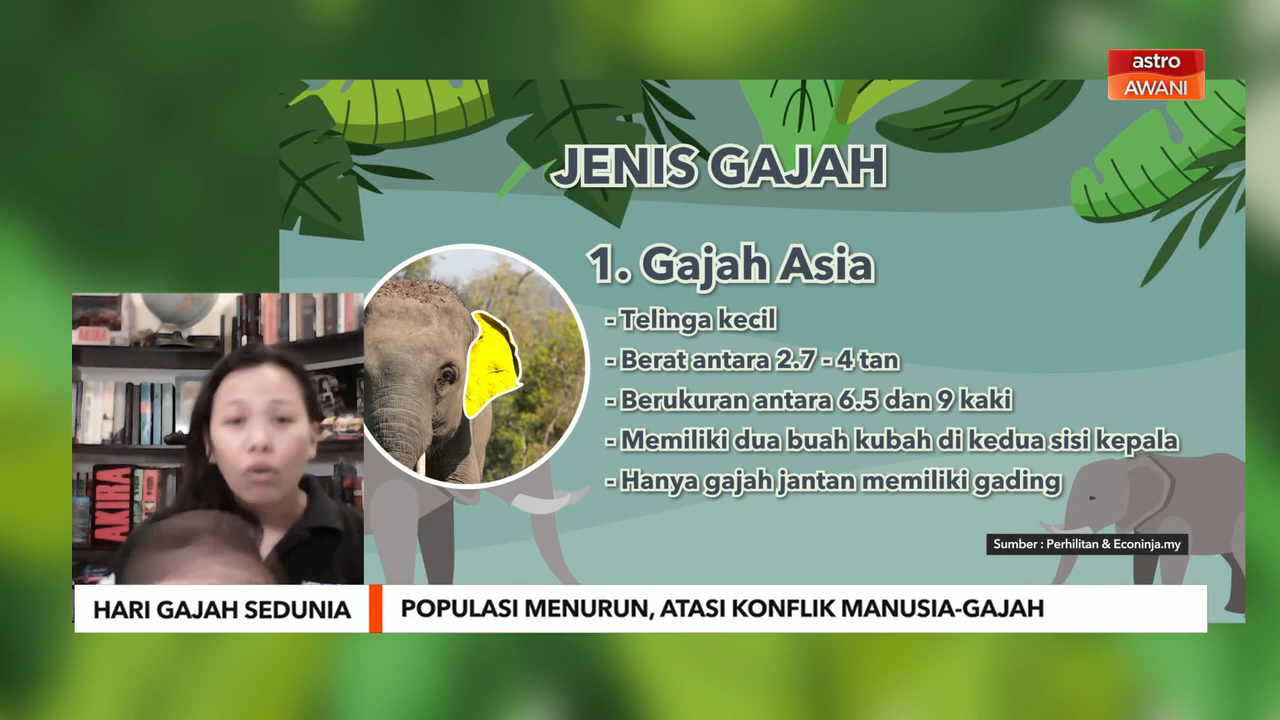 astro
AWANI
JENIS GAJAH
1. Gajah Asia
- Telinga kecil
- Berat antara 2.7 - 4 tan
- Berukuran antara 6.5 dan 9 kaki
- Memiliki dua buah kubah di kedua sisi kepala
- Hanya gajah jantan memiliki gading
AKIRA
Sumber : Perhilitan & Econinja.my
HARI GAJAH SEDUNIA
POPULASI MENURUN, ATASI KONFLIK MANUSIA-GAJAH